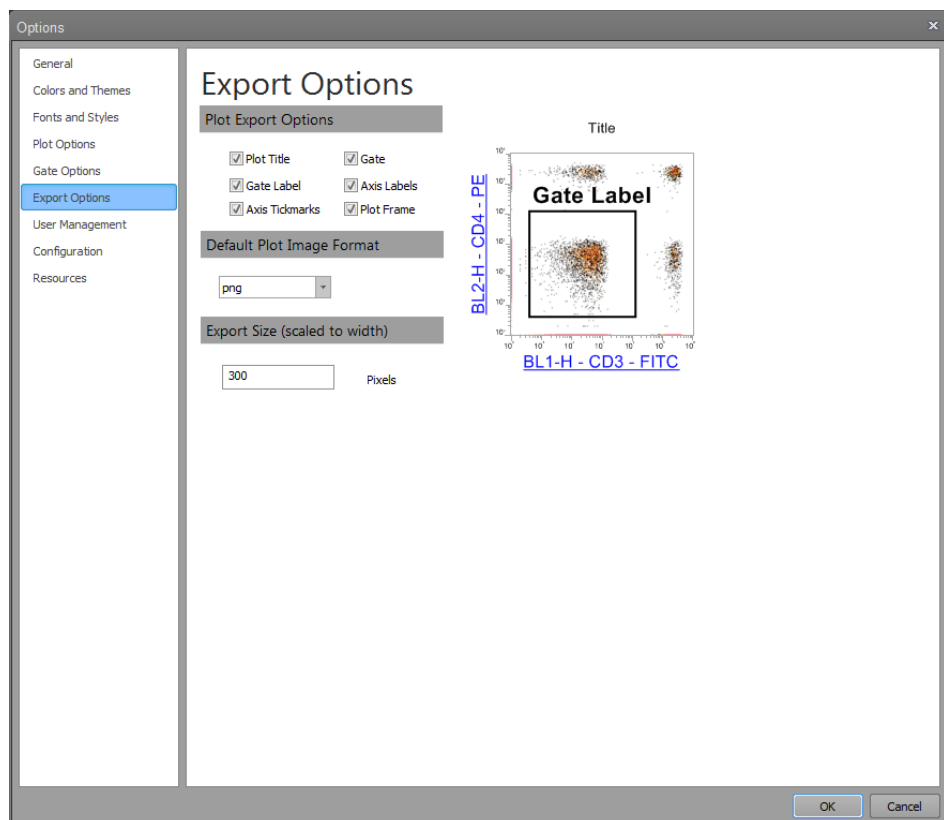 Options
General
Colors and Themes
Fonts and Styles
Plot Options
Gate Options
Export Options
User Management
Configuration
Resources
Export Options
Plot Export Options
Plot Title
Gate
Gate Label
Axis Labels
Axis Tickmarks
Plot Frame
Default Plot Image Format
png
Export Size (scaled to width)
300
Pixels
Title
BL2-H - CD4 - PE
Gate Label
BL1-H - CD3 - FITC
OK
Cancel